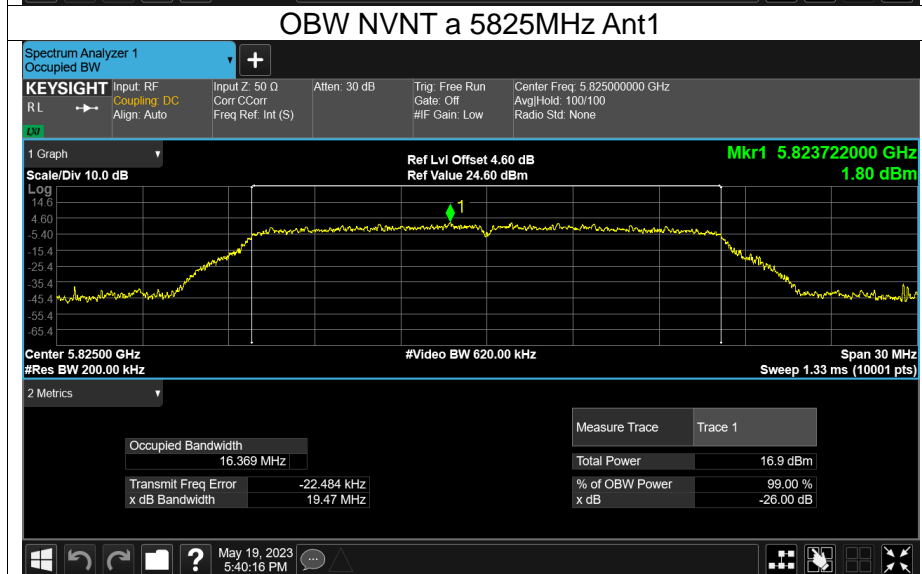 OBW NVNT a 5825MHz Ant1
Spectrum Analyzer 1
Occupied BW
+
KEYSIGHT
R L
LXI
Input: RF
Coupling: DC
Align: Auto
Input Z: 50 Ω
Corr CCorr
Freq Ref: Int (S)
Atten: 30 dB
Trig: Free Run
Gate: Off
#IF Gain: Low
Center Freq: 5.825000000 GHz
Avg|Hold: 100/100
Radio Std: None
1 Graph
Scale/Div 10.0 dB
Ref Lvl Offset 4.60 dB
Ref Value 24.60 dBm
Mkr1 5.823722000 GHz
1.80 dBm
Log
14.6
4.60
-5.40
-15.4
-25.4
-35.4
-45.4
-55.4
-65.4
1
Center 5.82500 GHz
#Res BW 200.00 kHz
#Video BW 620.00 kHz
Span 30 MHz
Sweep 1.33 ms (10001 pts)
2 Metrics
Occupied Bandwidth
16.369 MHz
Transmit Freq Error -22.484 kHz
x dB Bandwidth 19.47 MHz
Measure Trace Trace 1
Total Power 16.9 dBm
% of OBW Power 99.00 %
x dB -26.00 dB
?
May 19, 2023
5:40:16 PM